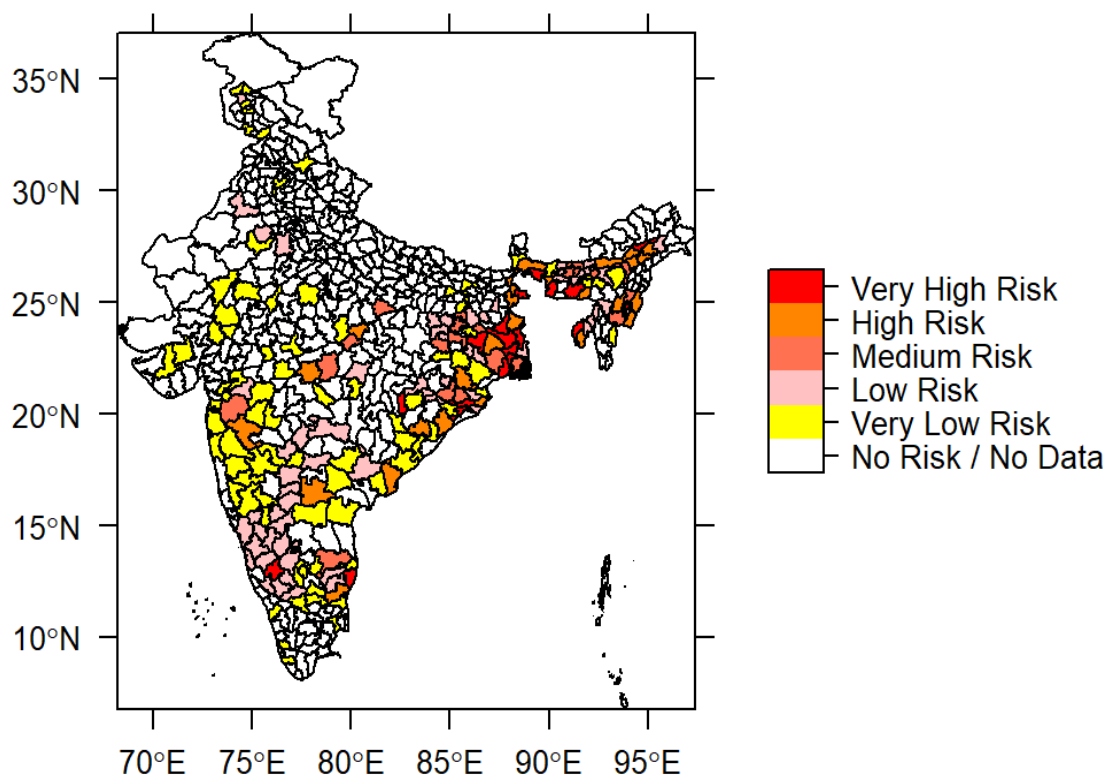 35°N
30°N
25°N
20°N
15°N
10°N
70°E 75°E 80°E 85°E 90°E 95°E
Very High Risk
High Risk
Medium Risk
Low Risk
Very Low Risk
No Risk / No Data